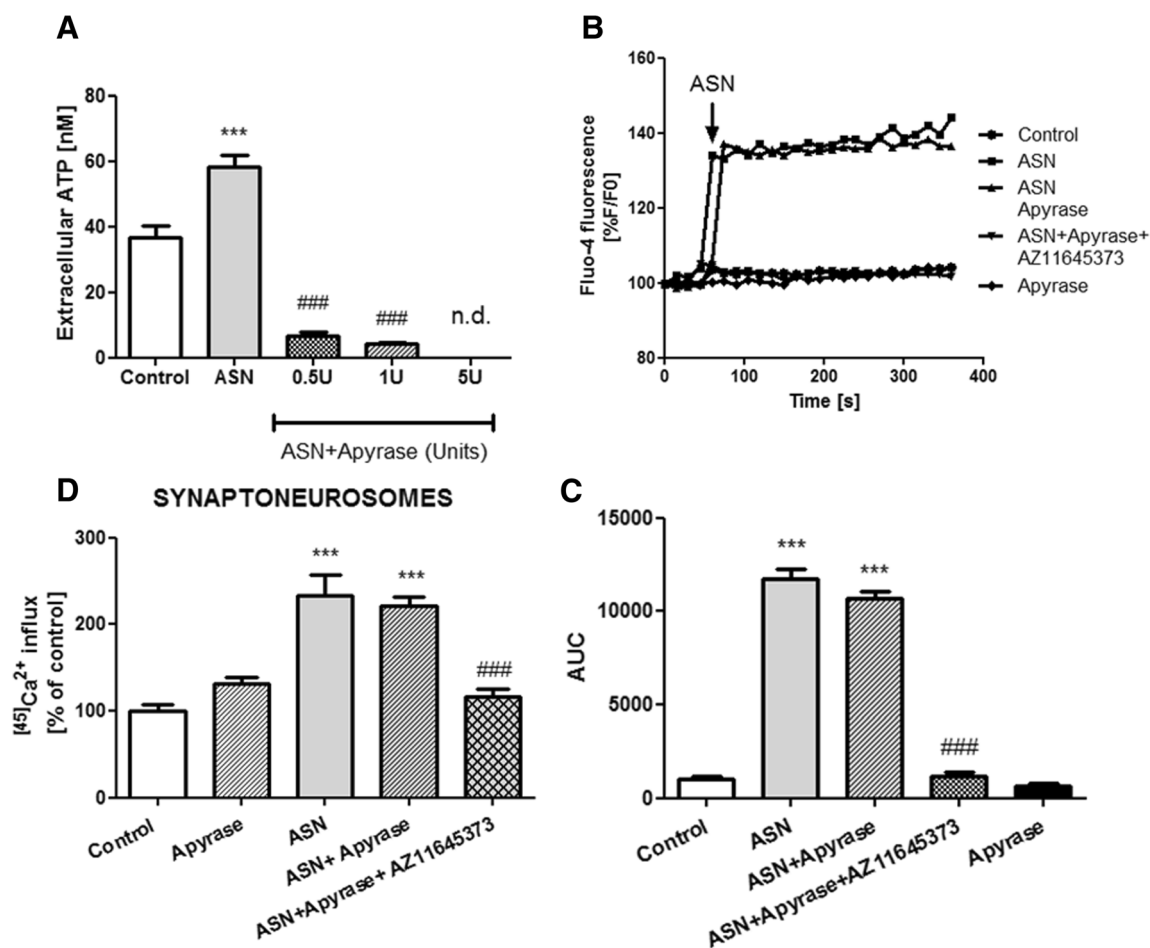 A
Extracellular ATP [nM]
80
60
40
20
0
***
###
###
n.d.
Control
ASN
0.5U
1U
5U
ASN+Apyrase (Units)
B
Fluo-4 fluorescence
[%F/F0]
160
140
120
100
80
ASN
0
100
200
300
400
Time [s]
Control
ASN
ASN
Apyrase
ASN+Apyrase+
AZ11645373
Apyrase
D
SYNAPTONEUROSOMES
[45]Ca2+ influx
[% of control]
300
200
100
0
***
***
###
Control
Apyrase
ASN
ASN+ Apyrase
ASN+Apyrase+ AZ11645373
C
AUC
15000
10000
5000
0
***
***
###
Control
ASN
ASN+Apyrase
ASN+Apyrase+AZ11645373
Apyrase